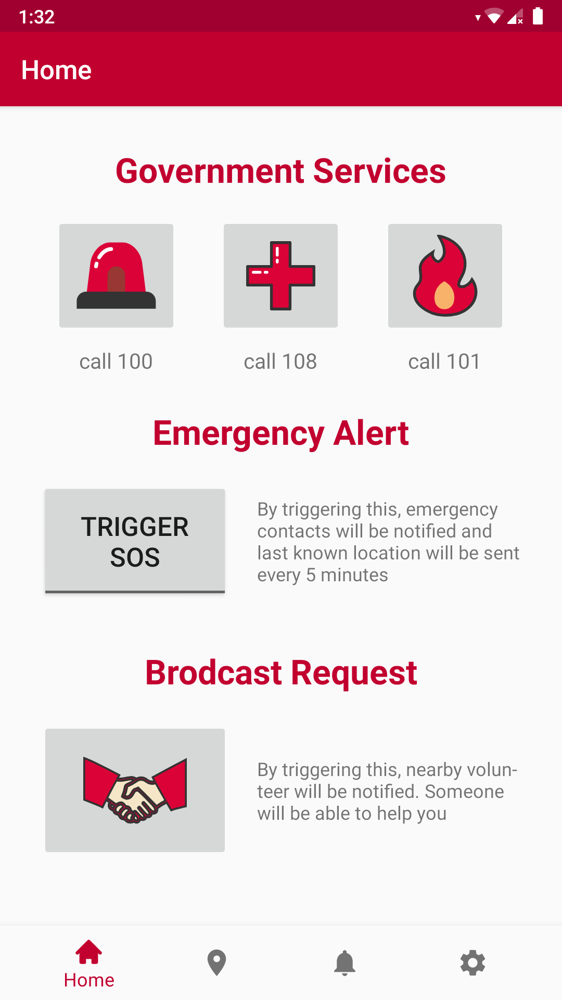 1:32
Home
Government Services
call 100
call 108
call 101
Emergency Alert
TRIGGER
SOS
By triggering this, emergency
contacts will be notified and
last known location will be sent
every 5 minutes
Brodcast Request
By triggering this, nearby volun-
teer will be notified. Someone
will be able to help you
Home